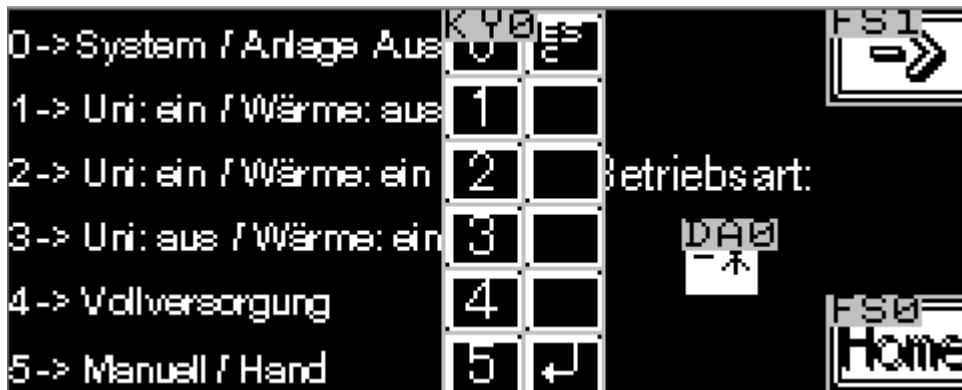 0->System / Anlage Aus
KY0
0
FS1
1-> Uni: ein / Wärme: aus
1
2-> Uni: ein / Wärme: ein
2
Betriebsart:
3-> Uni: aus / Wärme: ein
3
DA0
4-> Vollversorgung
4
FS0
Home
5-> Manuell / Hand
5